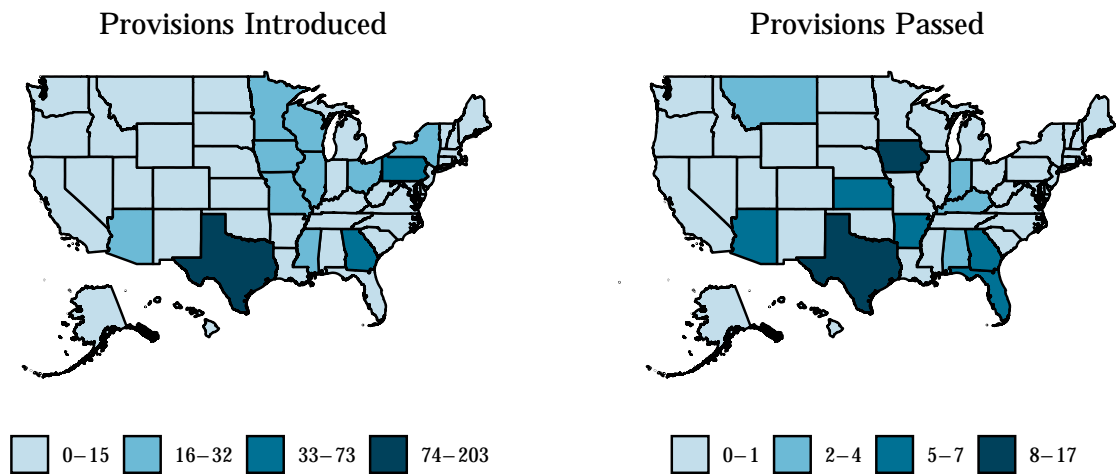 Provisions Introduced
Provisions Passed
0–15 16–32 33–73 74–203
0–1 2–4 5–7 8–17